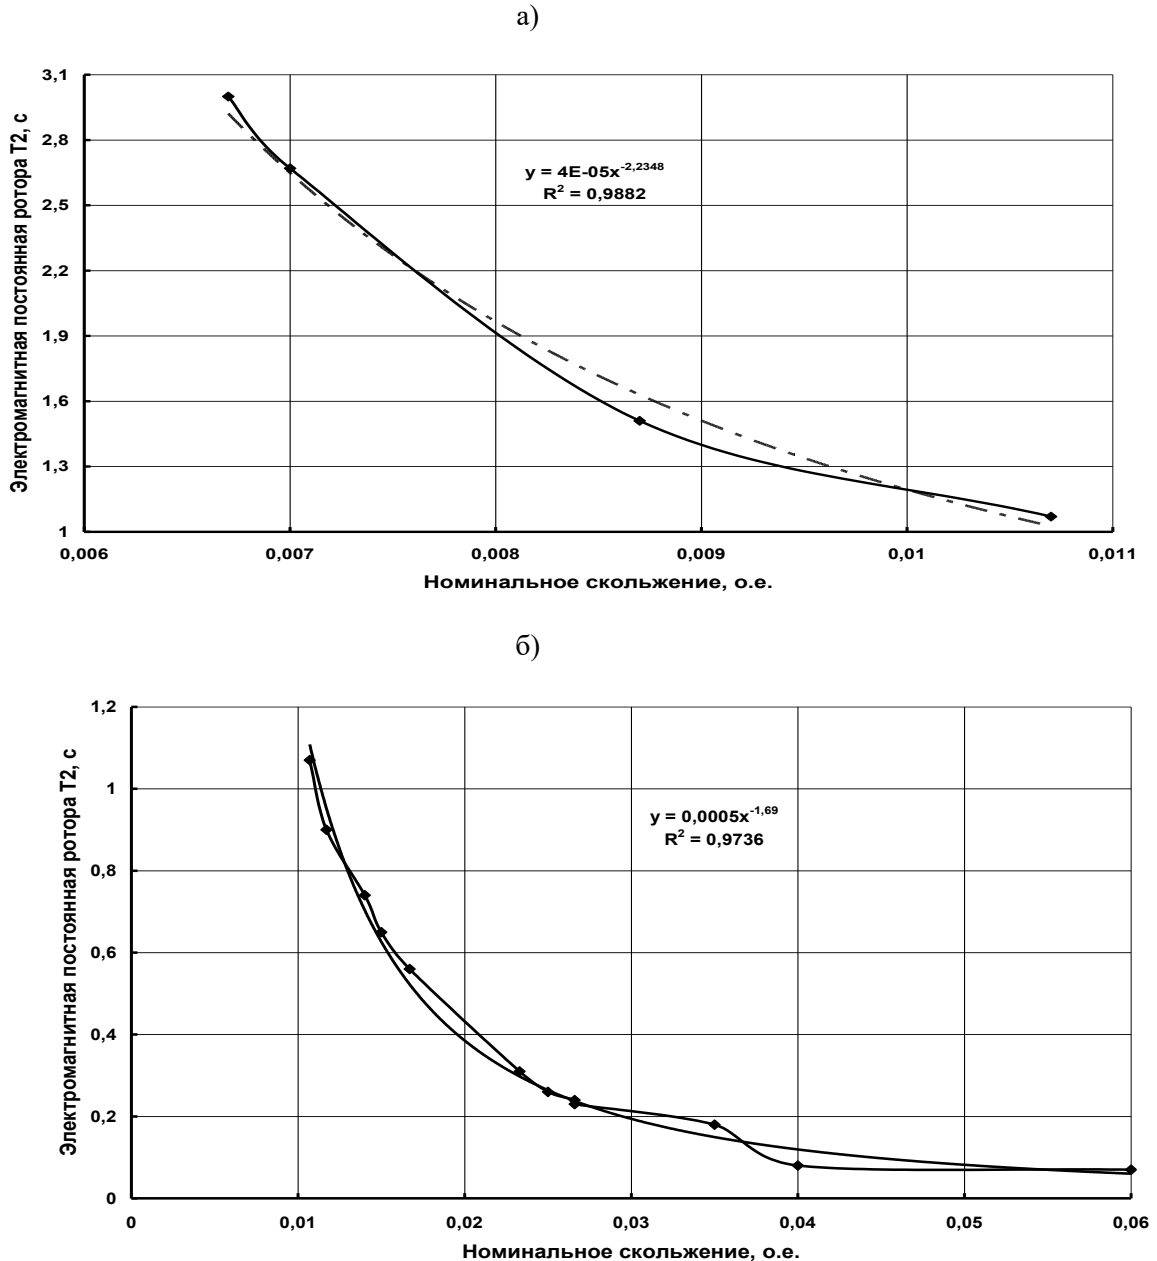 а)
Электромагнитная постоянная ротора Т2, с
3,1
2,8
2,5
2,2
1,9
1,6
1,3
1
y = 4E-05x^-2,2348
R² = 0,9882
0,006 0,007 0,008 0,009 0,01 0,011
Номинальное скольжение, о.е.
б)
Электромагнитная постоянная ротора Т2, с
1,2
1
0,8
0,6
0,4
0,2
0
y = 0,0005x^-1,69
R² = 0,9736
0 0,01 0,02 0,03 0,04 0,05 0,06
Номинальное скольжение, о.е.